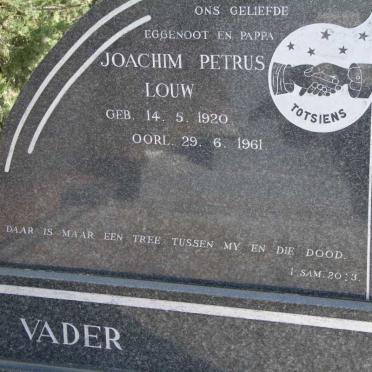 ONS GELIEFDE
EGGENOOT EN PAPPA
JOACHIM PETRUS
LOUW
GEB. 14. 5. 1920.
OORL. 29. 6. 1961
TOTSIENS
DAAR IS MAAR EEN TREE TUSSEN MY EN DIE DOOD.
1 SAM. 20:3.
VADER